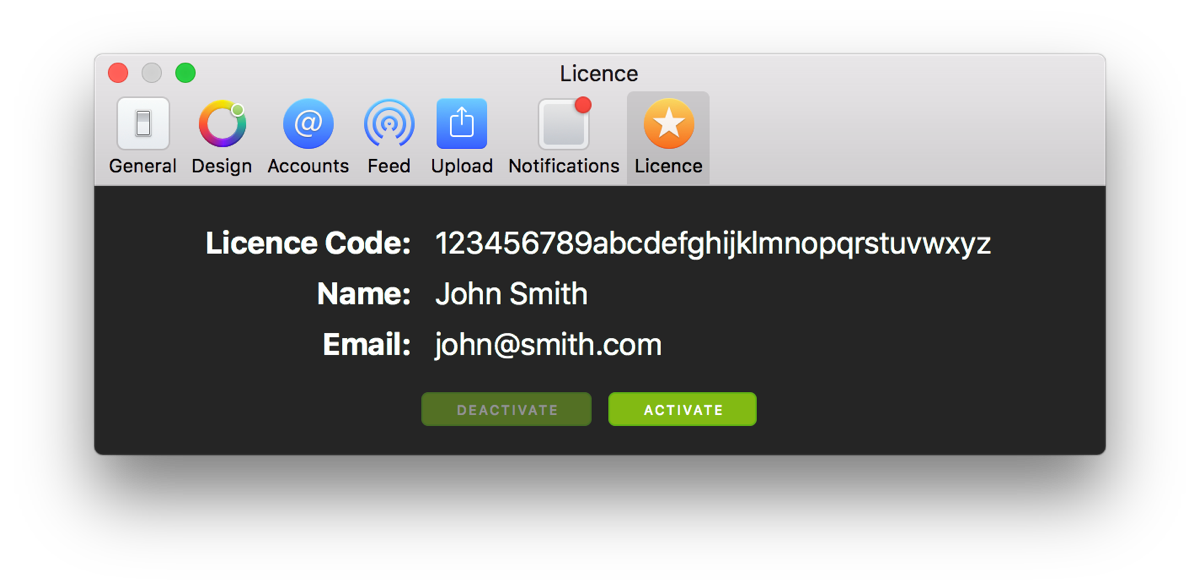 Licence
General Design Accounts Feed Upload Notifications Licence
Licence Code: 123456789abcdefghijklmnopqrstuvwxyz
Name: John Smith
Email: john@smith.com
DEACTIVATE ACTIVATE